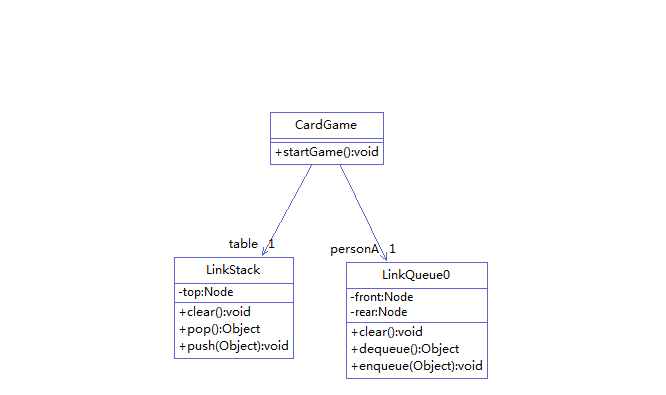 CardGame
+startGame():void
table 1
personA 1
LinkStack
-top:Node
+clear():void
+pop():Object
+push(Object):void
LinkQueue0
-front:Node
-rear:Node
+clear():void
+dequeue():Object
+enqueue(Object):void